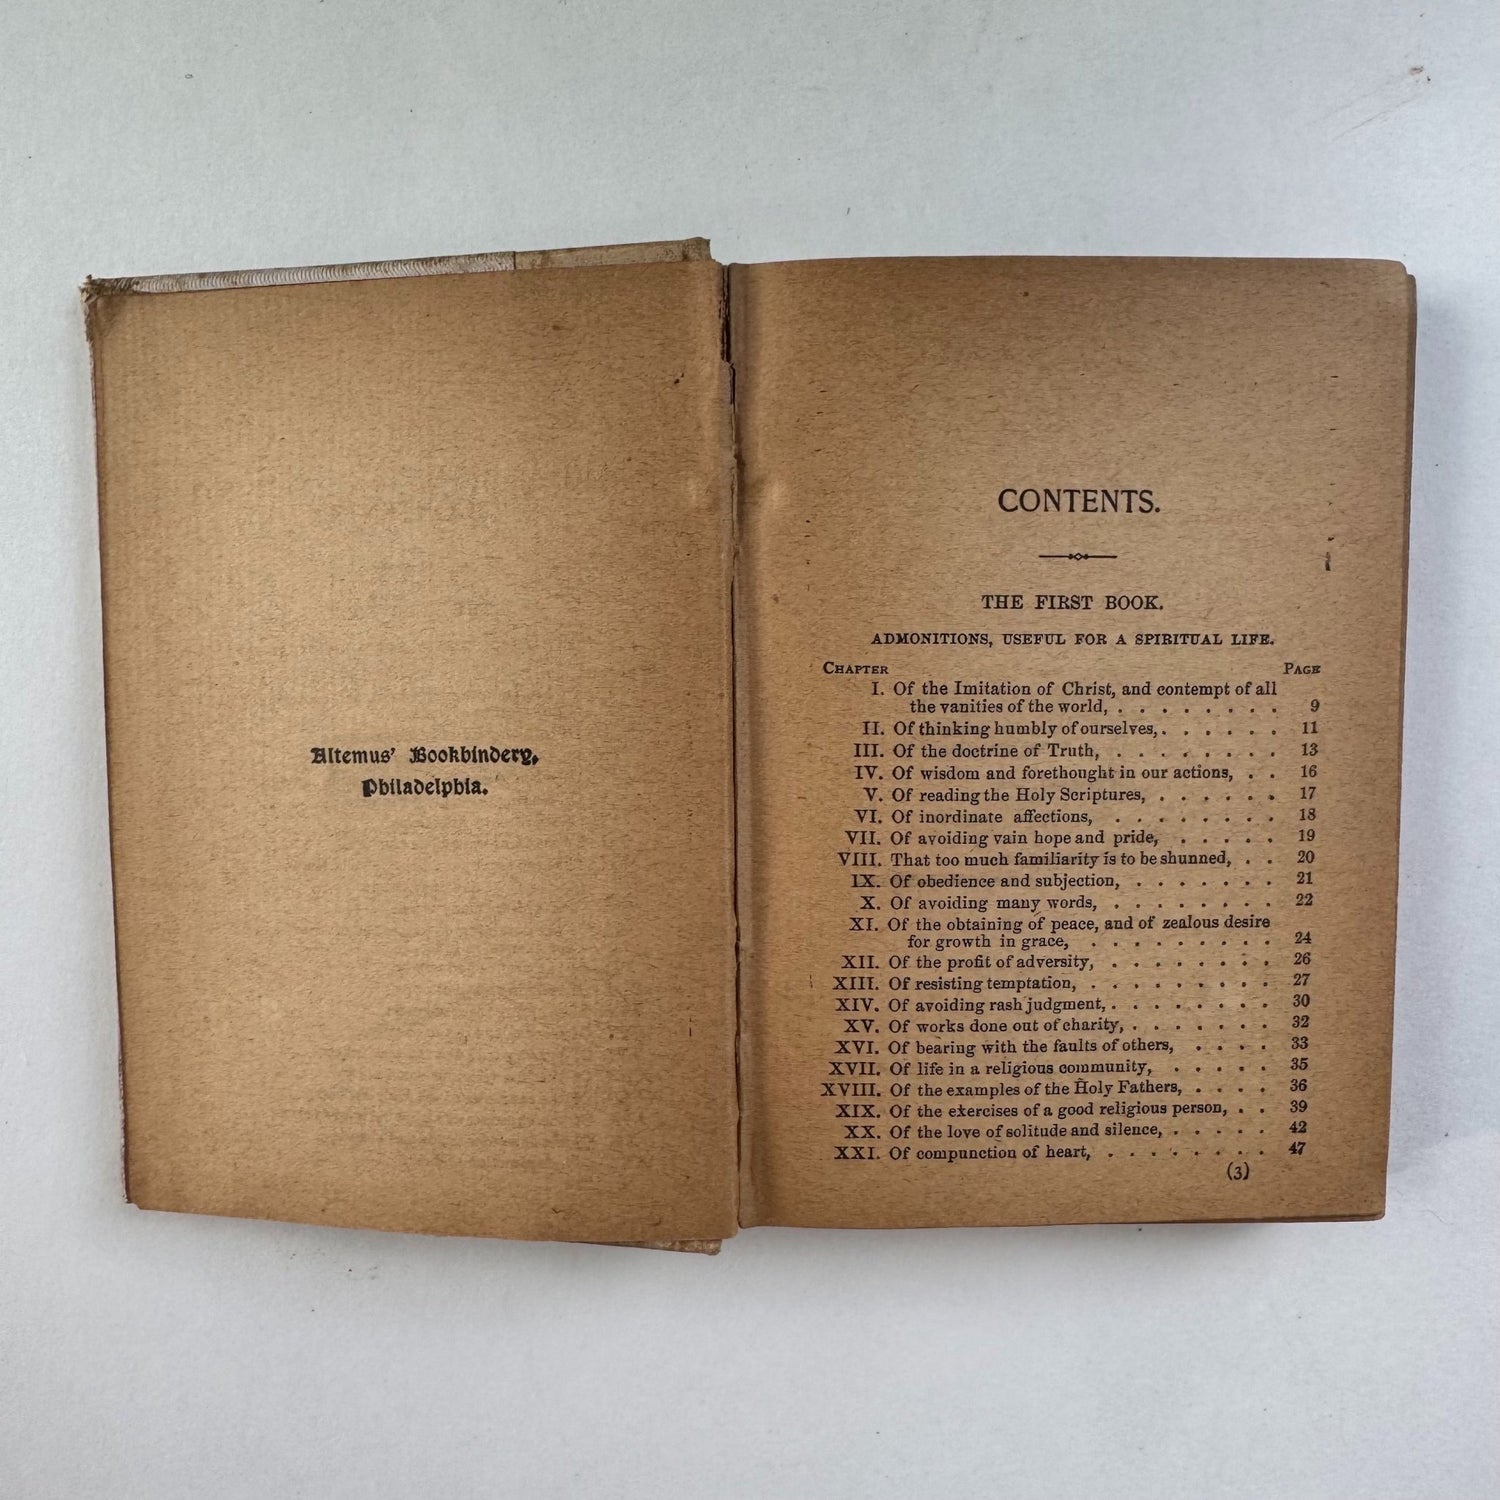 Altemus' Bookbindery,
Philadelphia.
CONTENTS.
THE FIRST BOOK.
ADMONITIONS, USEFUL FOR A SPIRITUAL LIFE.
CHAPTER PAGE
I. Of the Imitation of Christ, and contempt of all
the vanities of the world, . . . . . . . . 9
II. Of thinking humbly of ourselves, . . . . . . 11
III. Of the doctrine of Truth, . . . . . . . . 13
IV. Of wisdom and forethought in our actions, . . 16
V. Of reading the Holy Scriptures, . . . . . . 17
VI. Of inordinate affections, . . . . . . . . 18
VII. Of avoiding vain hope and pride, . . . . . 19
VIII. That too much familiarity is to be shunned, . . 20
IX. Of obedience and subjection, . . . . . . . 21
X. Of avoiding many words, . . . . . . . . 22
XI. Of the obtaining of peace, and of zealous desire
for growth in grace, . . . . . . . . . 24
XII. Of the profit of adversity, . . . . . . . . 26
XIII. Of resisting temptation, . . . . . . . . . 27
XIV. Of avoiding rash judgment, . . . . . . . . 30
XV. Of works done out of charity, . . . . . . . 32
XVI. Of bearing with the faults of others, . . . . 33
XVII. Of life in a religious community, . . . . . 35
XVIII. Of the examples of the Holy Fathers, . . . . 36
XIX. Of the exercises of a good religious person, . . 39
XX. Of the love of solitude and silence, . . . . . 42
XXI. Of compunction of heart, . . . . . . . . 47
(3)